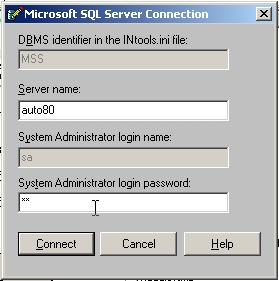 Microsoft SQL Server Connection
DBMS identifier in the INtools.ini file:
MSS
Server name:
auto80
System Administrator login name:
sa
System Administrator login password:
**
Connect
Cancel
Help